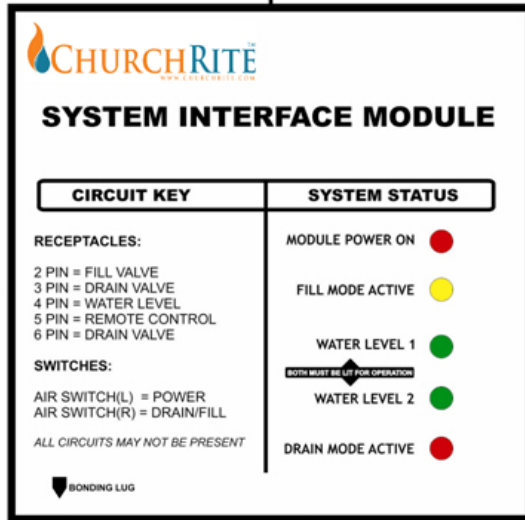 CHURCHRITE™
WWW.CHURCHRITE.COM
SYSTEM INTERFACE MODULE
CIRCUIT KEY
RECEPTACLES:
2 PIN = FILL VALVE
3 PIN = DRAIN VALVE
4 PIN = WATER LEVEL
5 PIN = REMOTE CONTROL
6 PIN = DRAIN VALVE
SWITCHES:
AIR SWITCH(L) = POWER
AIR SWITCH(R) = DRAIN/FILL
ALL CIRCUITS MAY NOT BE PRESENT
BONDING LUG
SYSTEM STATUS
MODULE POWER ON
FILL MODE ACTIVE
WATER LEVEL 1
BOTH MUST BE LIT FOR OPERATION
WATER LEVEL 2
DRAIN MODE ACTIVE